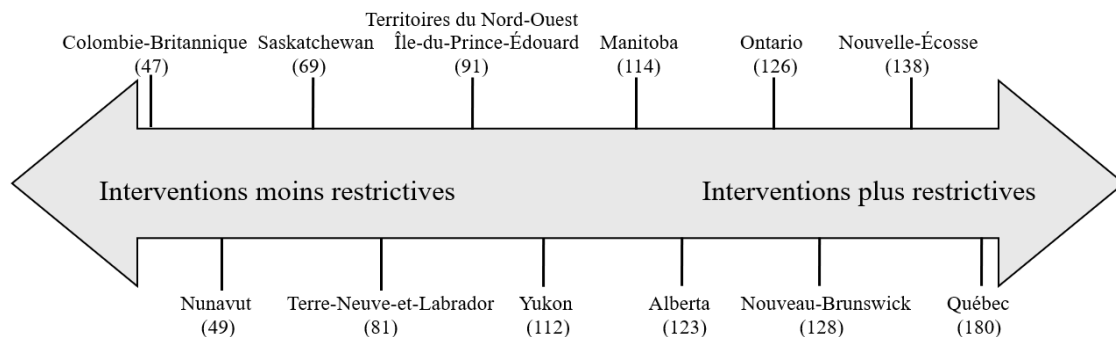 Territoires du Nord-Ouest
Colombie-Britannique Saskatchewan Île-du-Prince-Édouard Manitoba Ontario Nouvelle-Écosse
(47) (69) (91) (114) (126) (138)
Interventions moins restrictives Interventions plus restrictives
Nunavut Terre-Neuve-et-Labrador Yukon Alberta Nouveau-Brunswick Québec
(49) (81) (112) (123) (128) (180)